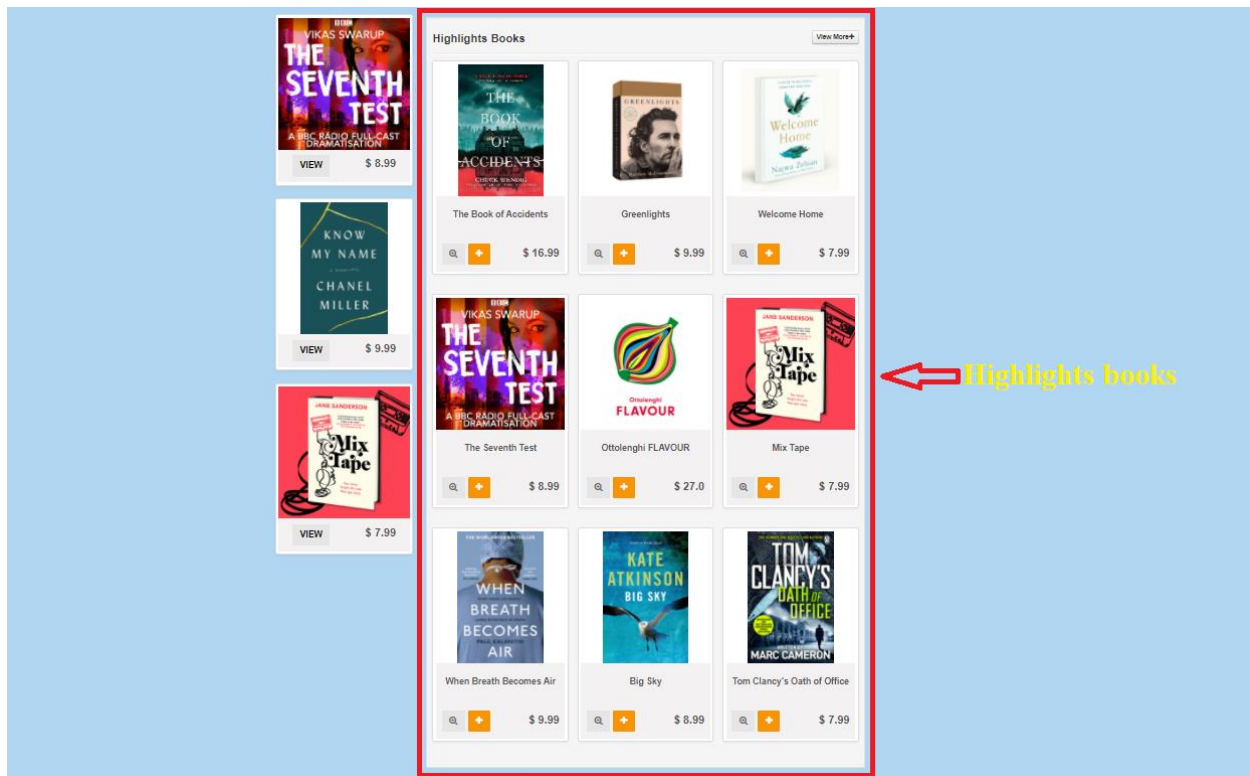 BBC
VIKAS SWARUP
THE
SEVENTH
TEST
A BBC RADIO FULL-CAST
DRAMATISATION
VIEW $ 8.99
KNOW
MY NAME
CHANEL
MILLER
VIEW $ 9.99
JANE SANDERSON
Mix
Tape
VIEW $ 7.99
Highlights Books View More+
THE
BOOK
OF
ACCIDENTS
CHUCK WENDIG
The Book of Accidents
$ 16.99
GREENLIGHTS
Greenlights
$ 9.99
Welcome
Home
Najwa Zebian
Welcome Home
$ 7.99
BBC
VIKAS SWARUP
THE
SEVENTH
TEST
A BBC RADIO FULL-CAST
DRAMATISATION
The Seventh Test
$ 8.99
Ottolenghi
FLAVOUR
Ottolenghi FLAVOUR
$ 27.0
JANE SANDERSON
Mix
Tape
Mix Tape
$ 7.99
WHEN
BREATH
BECOMES
AIR
When Breath Becomes Air
$ 9.99
KATE
ATKINSON
BIG SKY
Big Sky
$ 8.99
TOM
CLANCY'S
OATH OF
OFFICE
MARC CAMERON
Tom Clancy's Oath of Office
$ 7.99
Highlights books